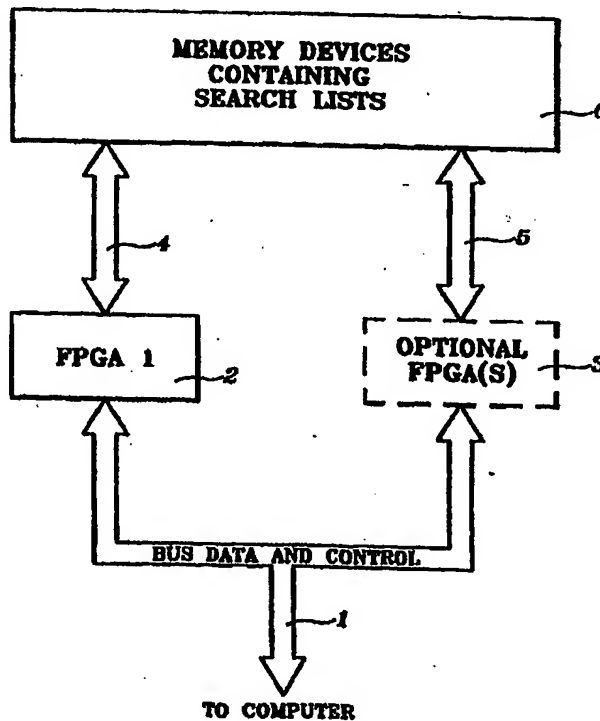 MEMORY DEVICES
CONTAINING
SEARCH LISTS
4
5
FPGA 1
2
OPTIONAL
FPGA(S)
3
BUS DATA AND CONTROL
1
TO COMPUTER